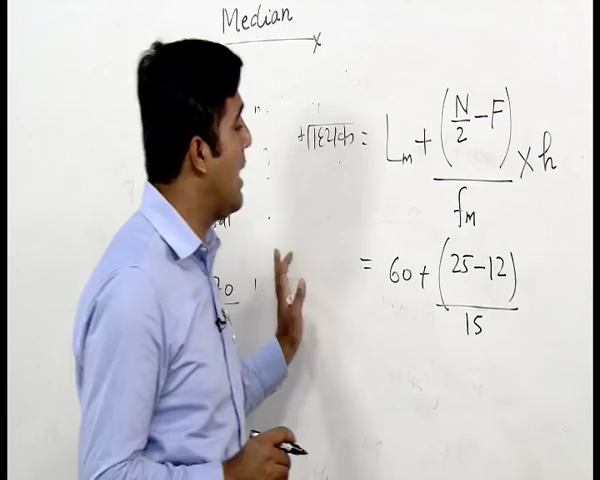 Median
माध्यिका = Lₘ + (N/2 − F)/fₘ × h
= 60 + (25−12)/15